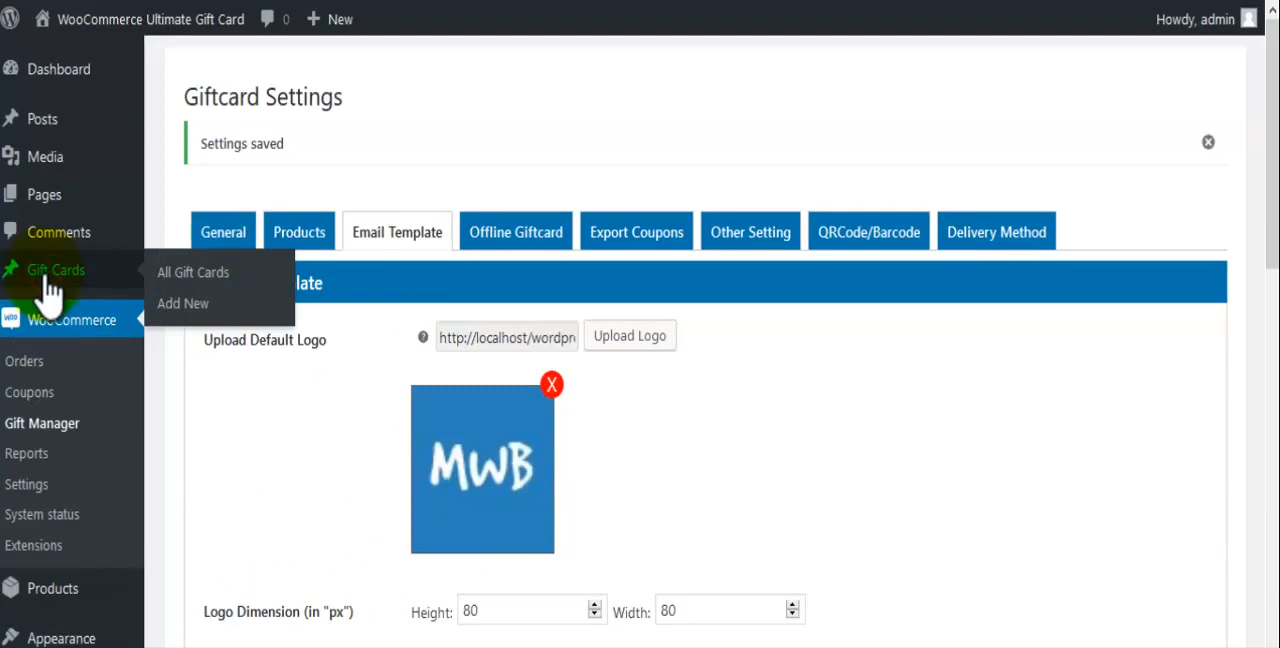 WooCommerce Ultimate Gift Card 0 New
Howdy, admin
Dashboard
Posts
Media
Pages
Comments
Gift Cards
All Gift Cards
Add New
WooCommerce
Orders
Coupons
Gift Manager
Reports
Settings
System status
Extensions
Products
Appearance
Giftcard Settings
Settings saved
General Products Email Template Offline Giftcard Export Coupons Other Setting QRCode/Barcode Delivery Method
late
Upload Default Logo ? http://localhost/wordpr Upload Logo
X
MWB
Logo Dimension (in "px") Height: 80 Width: 80